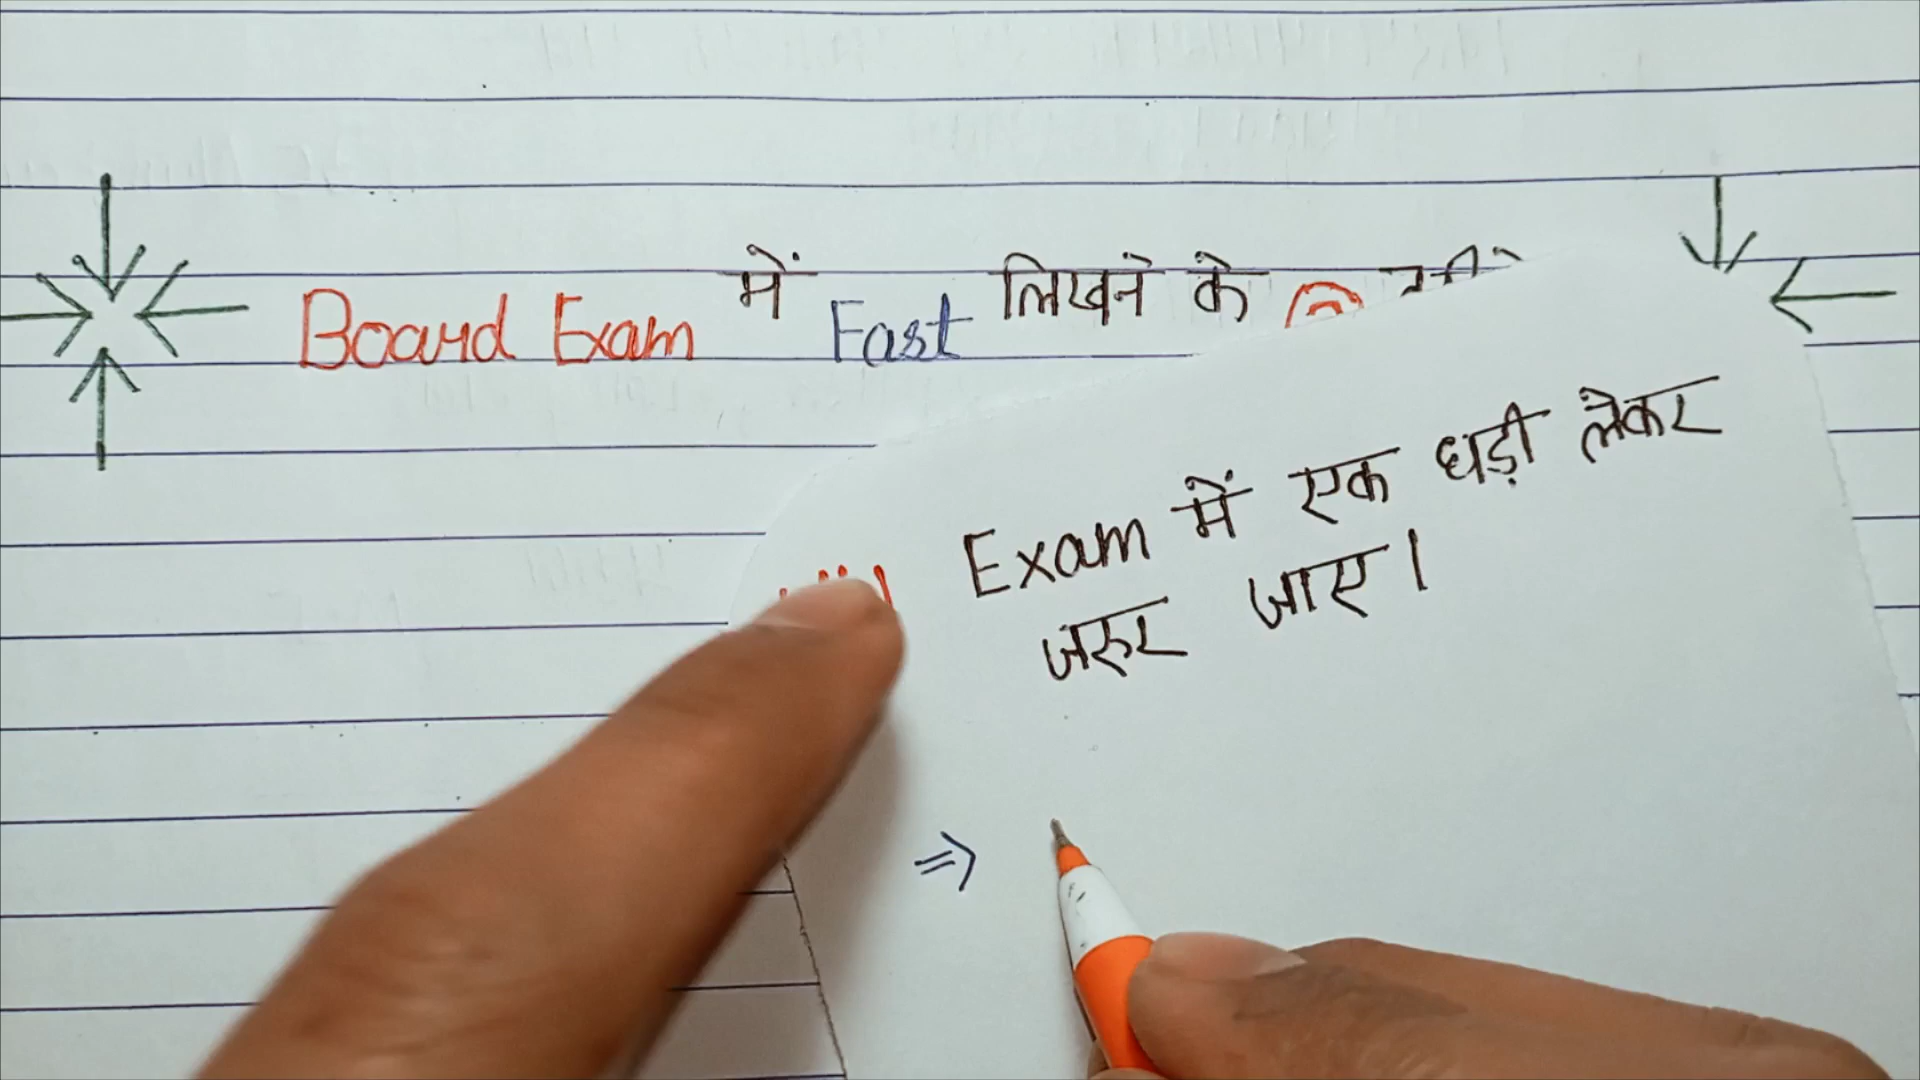 Board Exam में Fast लिखने के
Exam में एक घड़ी लेकर
जरुर जाए।
⇒